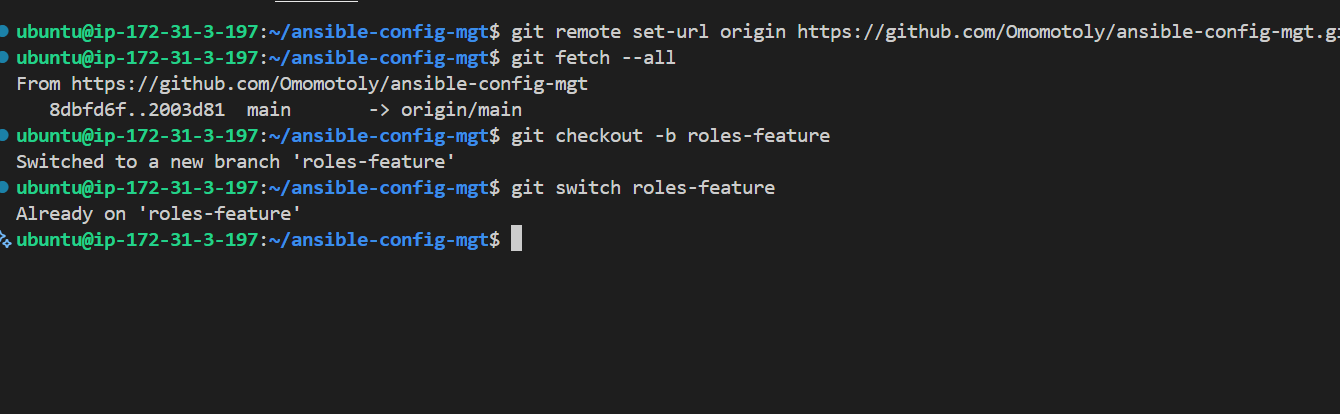 ubuntu@ip-172-31-3-197:~/ansible-config-mgt$ git remote set-url origin https://github.com/Omomotoly/ansible-config-mgt.gi
ubuntu@ip-172-31-3-197:~/ansible-config-mgt$ git fetch --all
From https://github.com/Omomotoly/ansible-config-mgt
   8dbfd6f..2003d81  main       -> origin/main
ubuntu@ip-172-31-3-197:~/ansible-config-mgt$ git checkout -b roles-feature
Switched to a new branch 'roles-feature'
ubuntu@ip-172-31-3-197:~/ansible-config-mgt$ git switch roles-feature
Already on 'roles-feature'
ubuntu@ip-172-31-3-197:~/ansible-config-mgt$